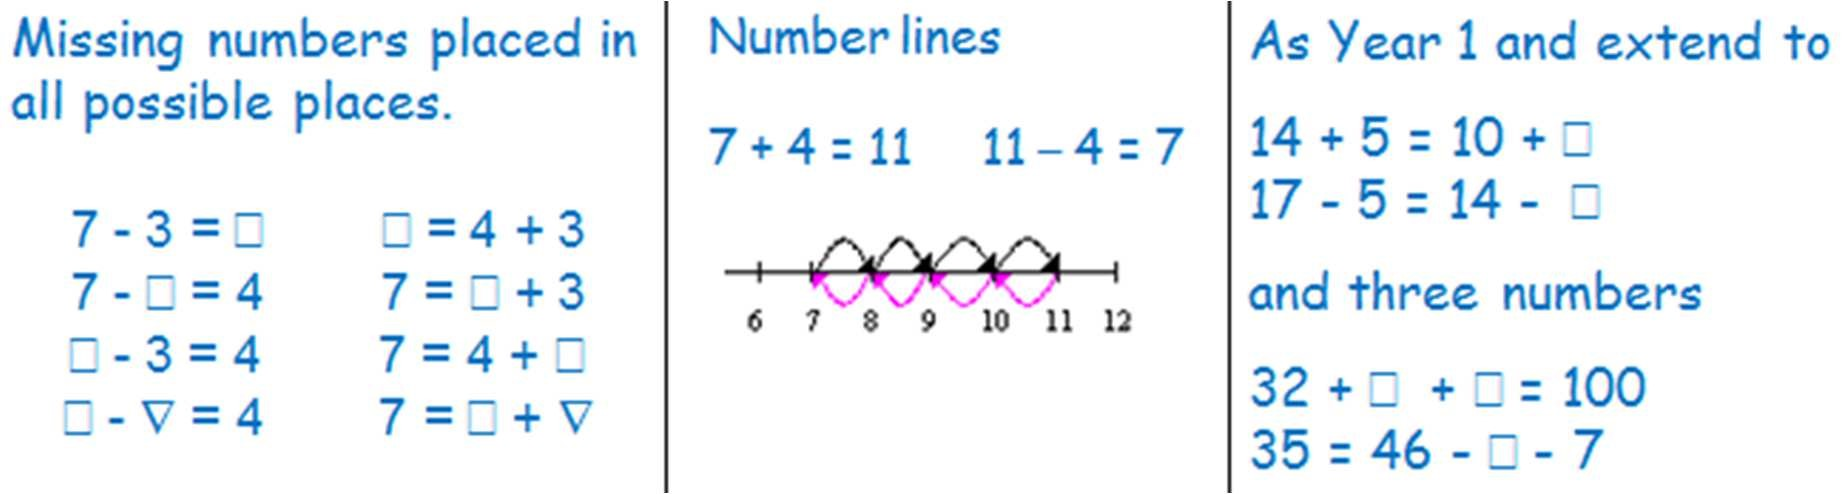 Missing numbers placed in
all possible places.
7 - 3 = □    □ = 4 + 3
7 - □ = 4    7 = □ + 3
□ - 3 = 4    7 = 4 + □
□ - ▽ = 4    7 = □ + ▽
Number lines
7 + 4 = 11    11 – 4 = 7
6 7 8 9 10 11 12
As Year 1 and extend to
14 + 5 = 10 + □
17 - 5 = 14 - □
and three numbers
32 + □ + □ = 100
35 = 46 - □ - 7